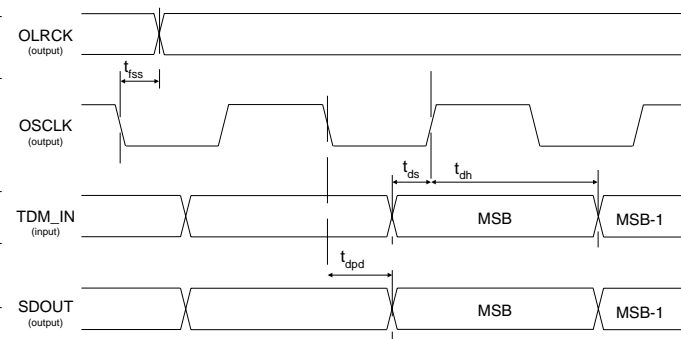 OLRCK
(output)
tfss
OSCLK
(output)
tds
tdh
TDM_IN
(input)
MSB
MSB-1
tdpd
SDOUT
(output)
MSB
MSB-1